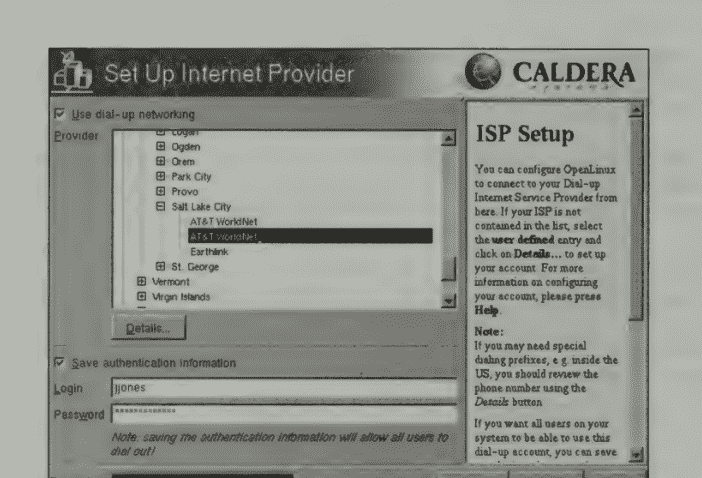 Set Up Internet Provider
CALDERA
Use dial-up networking
Provider
Logan
Ogden
Orem
Park City
Provo
Salt Lake City
AT&T WorldNet
AT&T WorldNet
Earthlink
St. George
Vermont
Virgin Islands
Details...
Save authentication information
Login
jjones
Password
****************
Note: saving the authentication information will allow all users to
dial out!
ISP Setup
You can configure OpenLinux
to connect to your Dial-up
Internet Service Provider from
here. If your ISP is not
contained in the list, select
the user defined entry and
click on Details... to set up
your account. For more
information on configuring
your account, please press
Help.
Note:
If you may need special
dialing prefixes, e.g. inside the
US, you should review the
phone number using the
Details button
If you want all users on your
system to be able to use this
dial-up account, you can save